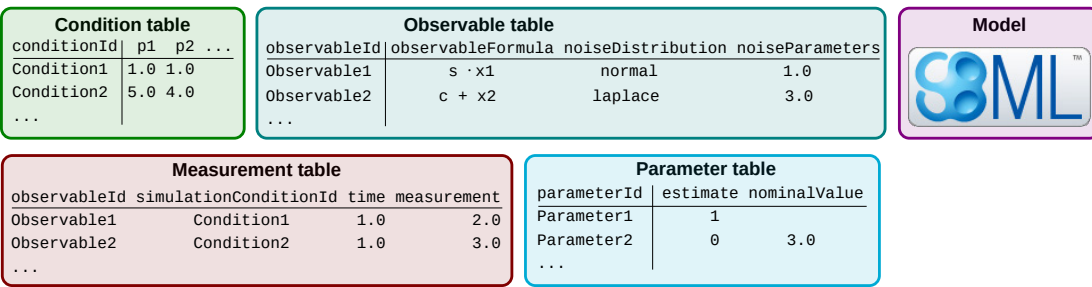 Condition table
conditionId p1 p2 ...
Condition1 1.0 1.0
Condition2 5.0 4.0
...
Observable table
observableId observableFormula noiseDistribution noiseParameters
Observable1 s · x1 normal 1.0
Observable2 c + x2 laplace 3.0
...
Model
SBML™
Measurement table
observableId simulationConditionId time measurement
Observable1 Condition1 1.0 2.0
Observable2 Condition2 1.0 3.0
...
Parameter table
parameterId estimate nominalValue
Parameter1 1
Parameter2 0 3.0
...